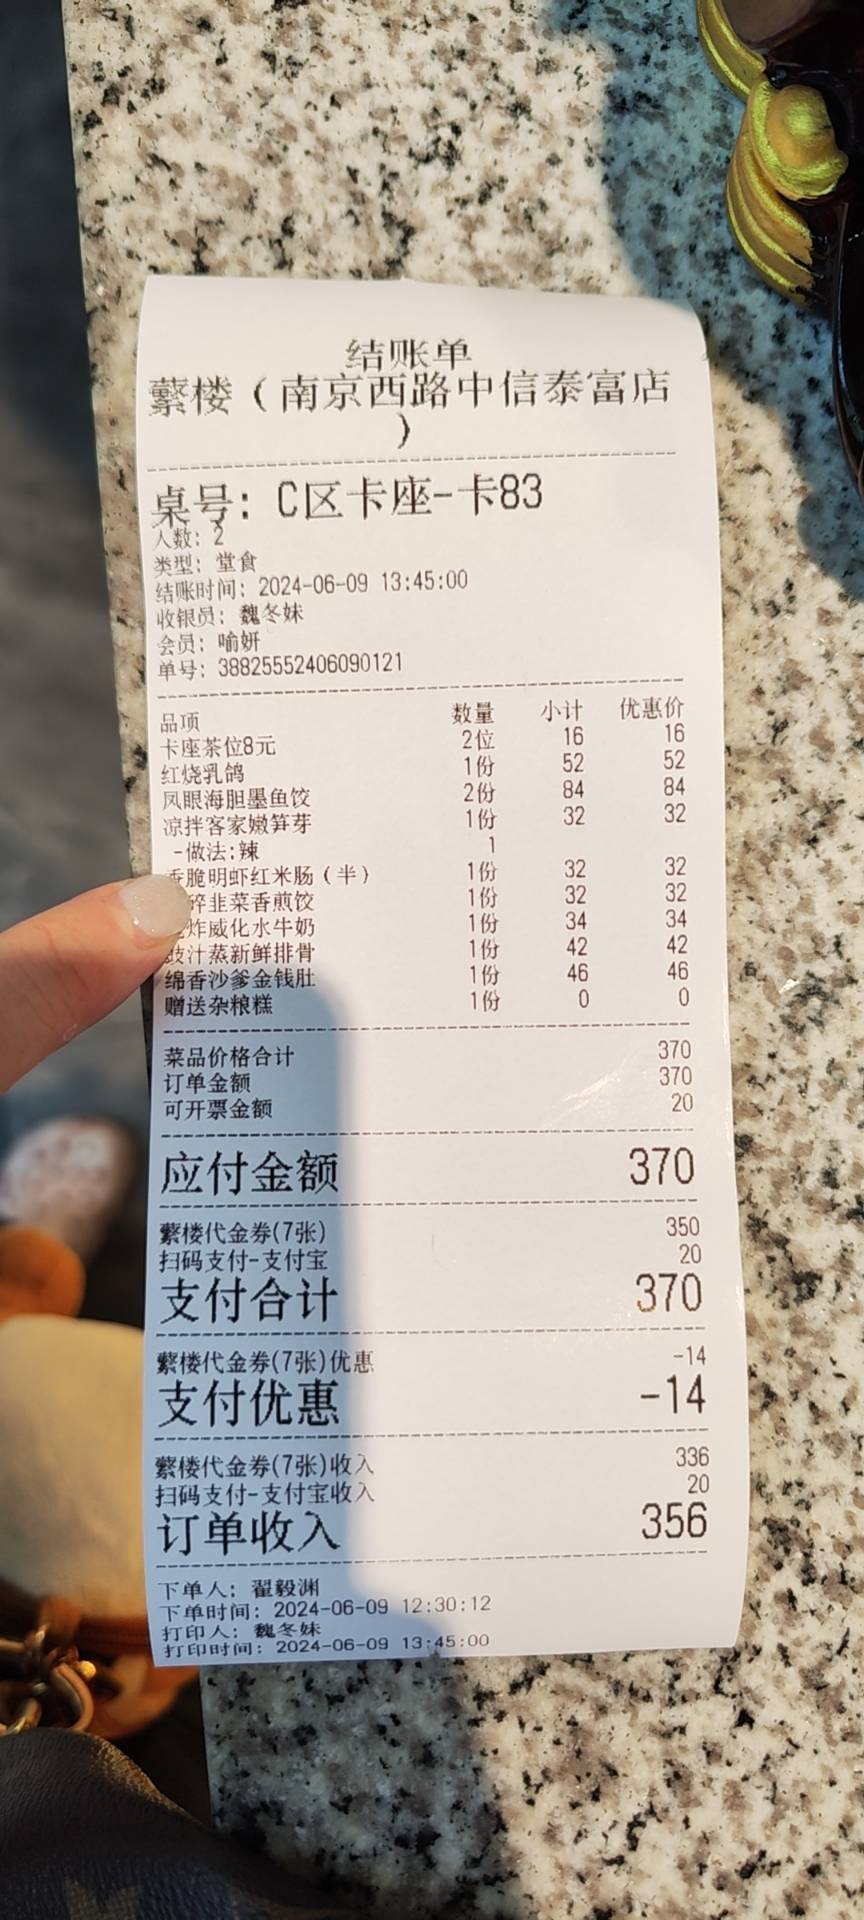 结账单
蘩楼（南京西路中信泰富店
）
桌号: C区卡座-卡83
人数: 2
类型: 堂食
结账时间: 2024-06-09 13:45:00
收银员: 魏冬妹
会员: 喻妍
单号: 38825552406090121
品项 数量 小计 优惠价
卡座茶位8元 2位 16 16
红烧乳鸽 1份 52 52
凤眼海胆墨鱼饺 2份 84 84
凉拌客家嫩笋芽 1份 32 32
-做法:辣 1
香脆明虾红米肠（半） 1份 32 32
碎韭菜香煎饺 1份 32 32
炸威化水牛奶 1份 34 34
豉汁蒸新鲜排骨 1份 42 42
绵香沙爹金钱肚 1份 46 46
赠送杂粮糕 1份 0 0
菜品价格合计 370
订单金额 370
可开票金额 20
应付金额 370
蘩楼代金券(7张) 350
扫码支付-支付宝 20
支付合计 370
蘩楼代金券(7张)优惠 -14
支付优惠 -14
蘩楼代金券(7张)收入 336
扫码支付-支付宝收入 20
订单收入 356
下单人: 翟毅渊
下单时间: 2024-06-09 12:30:12
打印人: 魏冬妹
打印时间: 2024-06-09 13:45:00